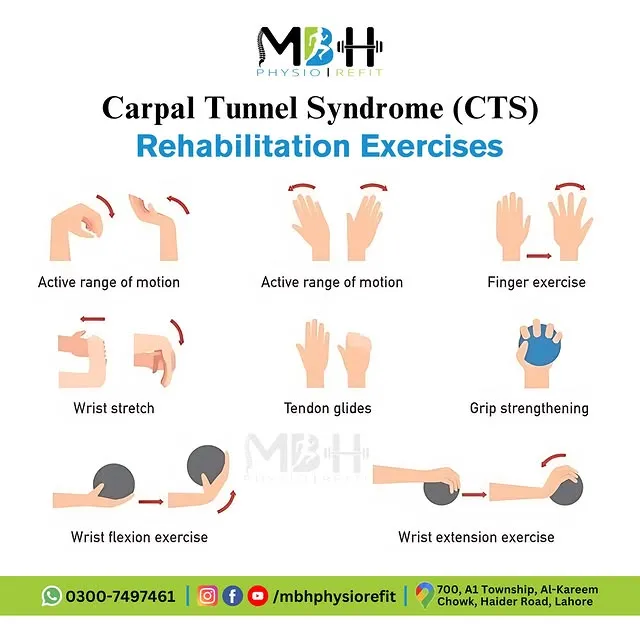 MBH
PHYSIO | REFIT
Carpal Tunnel Syndrome (CTS)
Rehabilitation Exercises
Active range of motion
Active range of motion
Finger exercise
Wrist stretch
Tendon glides
Grip strengthening
MBH
PHYSIO | REFIT
Wrist flexion exercise
Wrist extension exercise
0300-7497461 | /mbhphysiorefit | 700, A1 Township, Al-Kareem
Chowk, Haider Road, Lahore